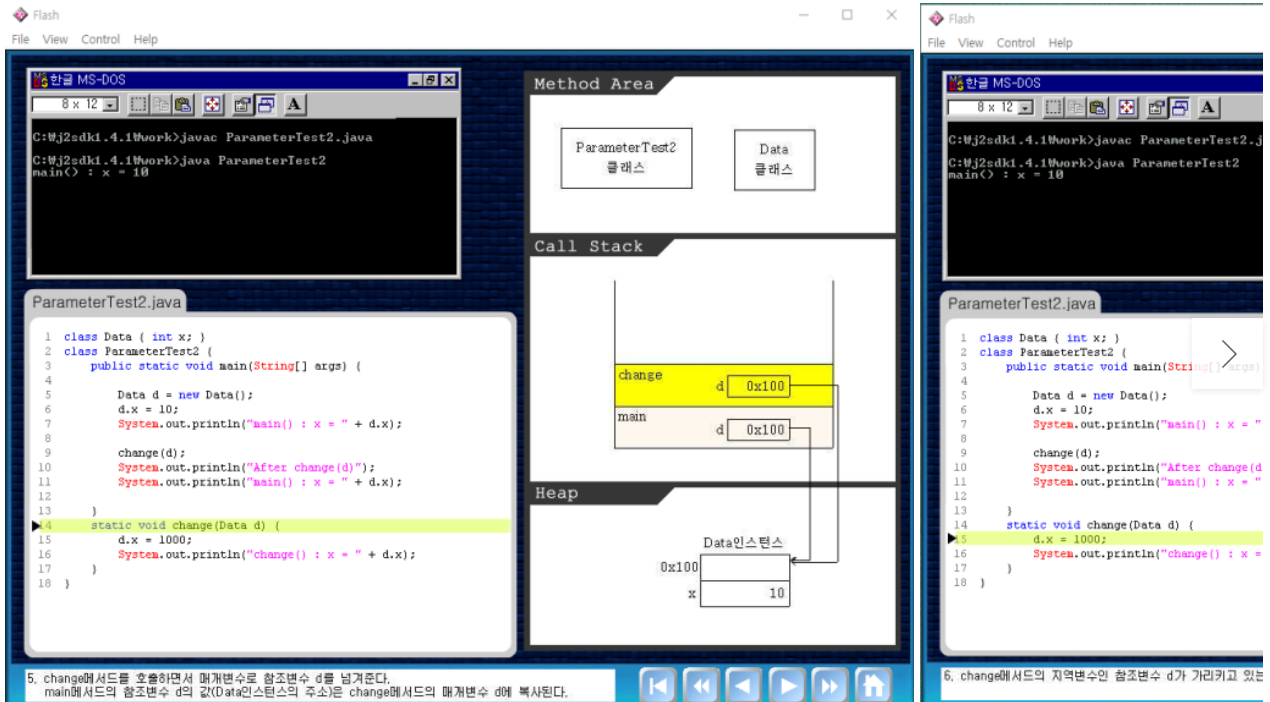 Flash
File View Control Help
한글 MS-DOS
8 x 12
A
C:₩j2sdk1.4.1₩work>javac ParameterTest2.java
C:₩j2sdk1.4.1₩work>java ParameterTest2
main() : x = 10
ParameterTest2.java
1 class Data { int x; }
2 class ParameterTest2 {
3 public static void main(String[] args) {
4
5 Data d = new Data();
6 d.x = 10;
7 System.out.println("main() : x = " + d.x);
8
9 change(d);
10 System.out.println("After change(d)");
11 System.out.println("main() : x = " + d.x);
12
13 }
14 static void change(Data d) {
15 d.x = 1000;
16 System.out.println("change() : x = " + d.x);
17 }
18 }
Method Area
ParameterTest2
클래스
Data
클래스
Call Stack
change
d 0x100
main
d 0x100
Heap
Data인스턴스
0x100
x 10
5, change메서드를 호출하면서 매개변수로 참조변수 d를 넘겨준다,
main메서드의 참조변수 d의 값(Data인스턴스의 주소)은 change메서드의 매개변수 d에 복사된다,
Flash
File View Control Help
한글 MS-DOS
8 x 12
A
C:₩j2sdk1.4.1₩work>javac ParameterTest2.j
C:₩j2sdk1.4.1₩work>java ParameterTest2
main() : x = 10
ParameterTest2.java
1 class Data { int x; }
2 class ParameterTest2 {
3 public static void main(String[] args)
4
5 Data d = new Data();
6 d.x = 10;
7 System.out.println("main() : x = "
8
9 change(d);
10 System.out.println("After change(d
11 System.out.println("main() : x = "
12
13 }
14 static void change(Data d) {
15 d.x = 1000;
16 System.out.println("change() : x =
17 }
18 }
6, change메서드의 지역변수인 참조변수 d가 가리키고 있는